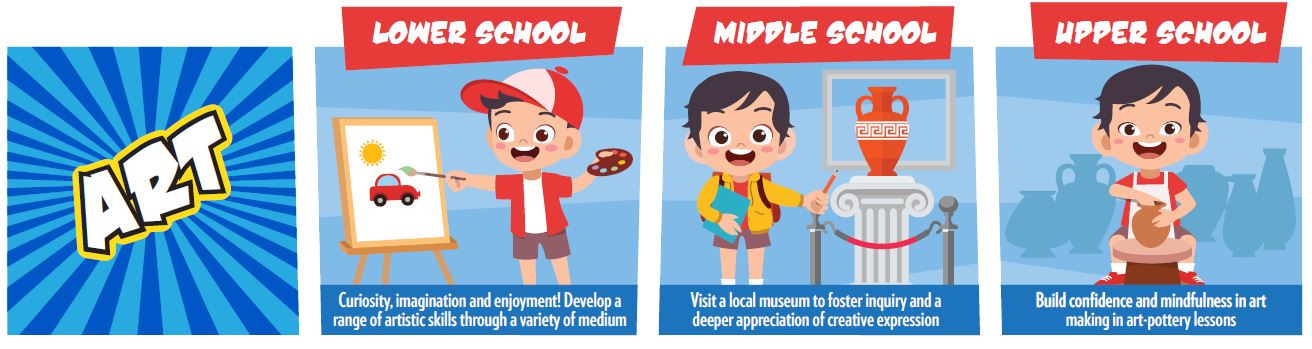 ART
LOWER SCHOOL
Curiosity, imagination and enjoyment! Develop a
range of artistic skills through a variety of medium
MIDDLE SCHOOL
Visit a local museum to foster inquiry and a
deeper appreciation of creative expression
UPPER SCHOOL
Build confidence and mindfulness in art
making in art-pottery lessons